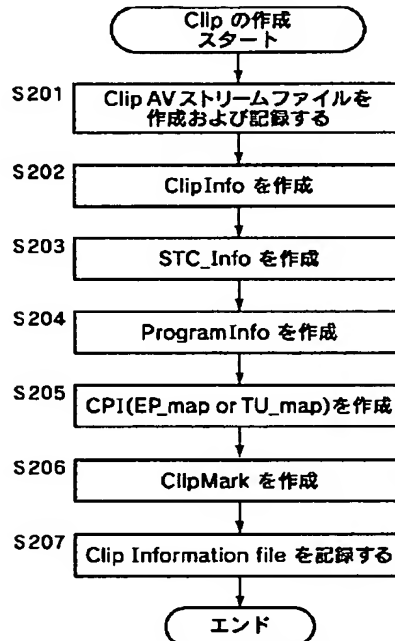 Clip の作成
スタート
S201
Clip AVストリームファイルを
作成および記録する
S202
ClipInfo を作成
S203
STC_Info を作成
S204
ProgramInfo を作成
S205
CPI(EP_map or TU_map)を作成
S206
ClipMark を作成
S207
Clip Information file を記録する
エンド